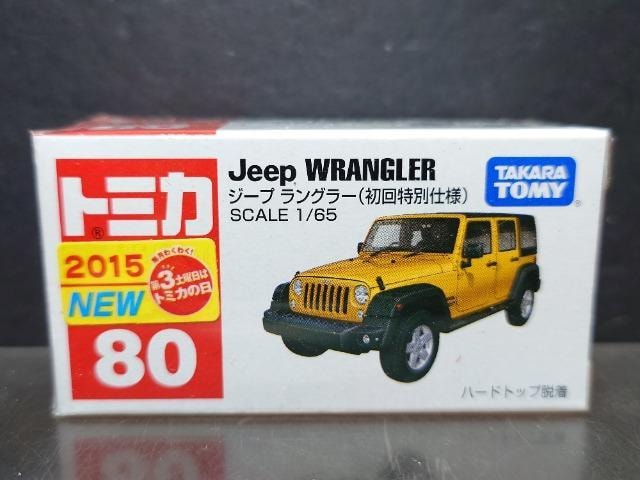 トミカ
®
2015
NEW
毎月わくわく!
第3土曜日は
トミカの日
80
Jeep® WRANGLER
ジープ ラングラー(初回特別仕様)
SCALE 1/65
TAKARA
TOMY®
ハードトップ脱着